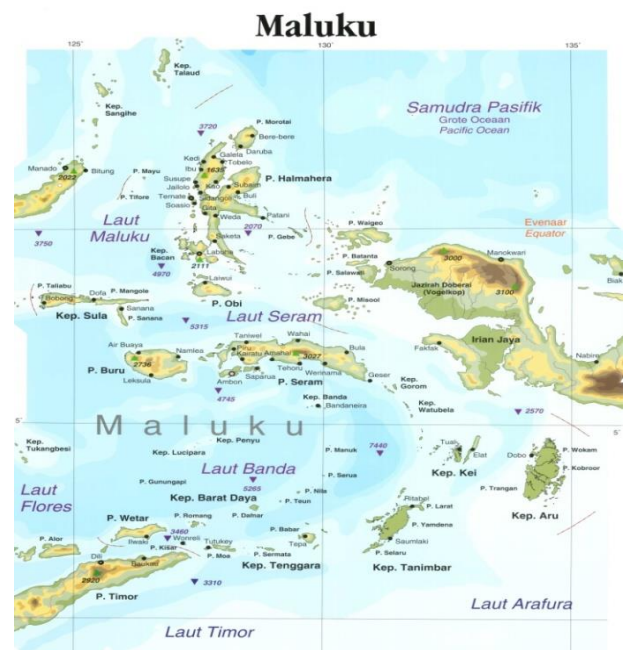 Maluku
125°
130°
135°
Kep.
Talaud
Kep.
Sangihe
Samudra Pasifik
Grote Oceaan
Pacific Ocean
3720
P. Morotai
Bere-bere
Daruba
Kedi
Galela
Ibu
Tobelo
1635
Manado
2022
Bitung
P. Mayu
Susupe
P. Halmahera
Jailolo
Kao
Subaim
P. Tifore
Ternate
Sidangoli
Buli
Soasio
Gita
Laut
Maluku
Weda
Patani
P. Waigeo
Evenaar
Equator
3750
2070
P. Gebe
Saketa
Kep.
Bacan
Labuha
P. Batanta
3000
Manokwari
4970
2111
Sorong
P. Salawati
Jazirah Doberai
(Vogelkop)
3100
Biak
P. Taliabu
P. Mangole
Laiwui
P. Obi
P. Misool
Bobong
Dofa
Sanana
P. Sanana
Kep. Sula
5315
Laut Seram
Irian Jaya
Taniwel
Wahai
Air Buaya
Namlea
Piru
Kairatu
Amahai
3027
Bula
Fakfak
Nabire
P. Buru
2736
Tehoru
Werinama
Leksula
Ambon
Saparua
P. Seram
Geser
Kep.
Gorom
4745
Kep. Banda
Bandaneira
Kep.
Watubela
2570
5°
5°
Maluku
Kep.
Tukangbesi
Kep. Penyu
Kep. Lucipara
P. Manuk
7440
Tual
Elat
Dobo
P. Wokam
P. Kobroor
Kep. Kei
Laut Banda
5265
P. Serua
P. Gunungapi
P. Trangan
Laut
Flores
Kep. Barat Daya
P. Nila
P. Teun
Ritabel
P. Larat
Kep. Aru
P. Wetar
P. Romang
P. Damar
P. Babar
P. Yamdena
3460
Ilwaki
Wonreli
P. Alor
P. Kisar
Tutukey
Tepa
Saumlaki
Dili
Baukau
P. Moa
P. Sermata
P. Selaru
2920
Kep. Tenggara
Kep. Tanimbar
3310
P. Timor
Laut Arafura
Laut Timor